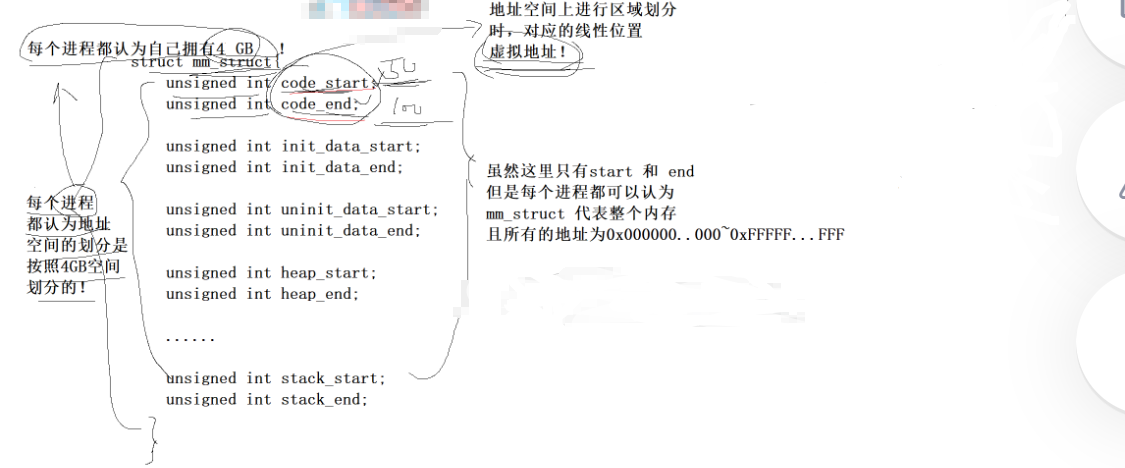 地址空间上进行区域划分
时，对应的线性位置
虚拟地址！
每个进程都认为自己拥有4 GB ！
struct mm_struct{
unsigned int code_start;
50
unsigned int code_end;
100
unsigned int init_data_start;
unsigned int init_data_end;
unsigned int uninit_data_start;
unsigned int uninit_data_end;
unsigned int heap_start;
unsigned int heap_end;
......
unsigned int stack_start;
unsigned int stack_end;
}
每个进程
都认为地址
空间的划分是
按照4GB空间
划分的！
虽然这里只有start 和 end
但是每个进程都可以认为
mm_struct 代表整个内存
且所有的地址为0x000000..000~0xFFFFF...FFF